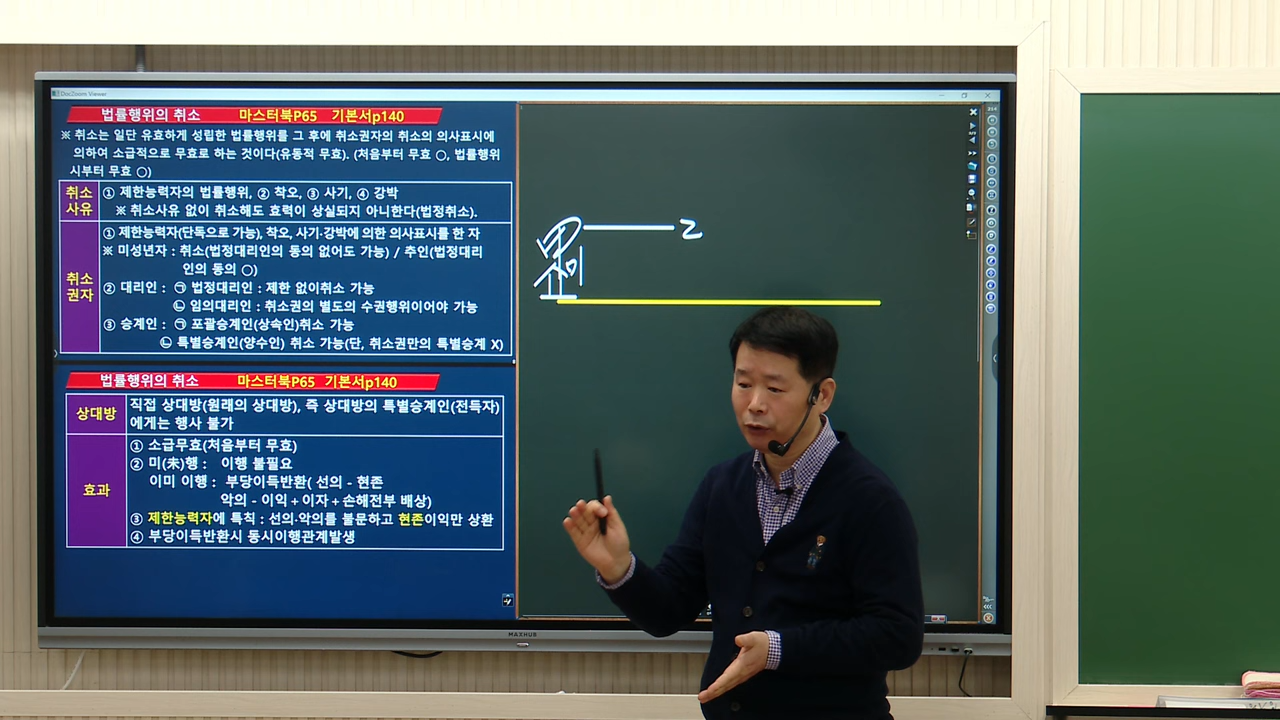 DocZoom Viewer
법률행위의 취소 마스터북P65 기본서p140
※ 취소는 일단 유효하게 성립한 법률행위를 그 후에 취소권자의 취소의 의사표시에
의하여 소급적으로 무효로 하는 것이다(유동적 무효). (처음부터 무효 ○, 법률행위
시부터 무효 ○)
취소
사유
① 제한능력자의 법률행위, ② 착오, ③ 사기, ④ 강박
※ 취소사유 없이 취소해도 효력이 상실되지 아니한다(법정취소).
취소
권자
① 제한능력자(단독으로 가능), 착오, 사기·강박에 의한 의사표시를 한 자
※ 미성년자 : 취소(법정대리인의 동의 없어도 가능) / 추인(법정대리
인의 동의 ○)
② 대리인 : ㉠ 법정대리인 : 제한 없이취소 가능
㉡ 임의대리인 : 취소권의 별도의 수권행위이어야 가능
③ 승계인 : ㉠ 포괄승계인(상속인)취소 가능
㉡ 특별승계인(양수인) 취소 가능(단, 취소권만의 특별승계 X)
법률행위의 취소 마스터북P65 기본서p140
상대방
직접 상대방(원래의 상대방), 즉 상대방의 특별승계인(전득자)
에게는 행사 불가
효과
① 소급무효(처음부터 무효)
② 미(未)행 : 이행 불필요
이미 이행 : 부당이득반환( 선의 - 현존
악의 - 이익 + 이자 + 손해전부 배상)
③ 제한능력자에 특칙 : 선의·악의를 불문하고 현존이익만 상환
④ 부당이득반환시 동시이행관계발생
MAXHUB